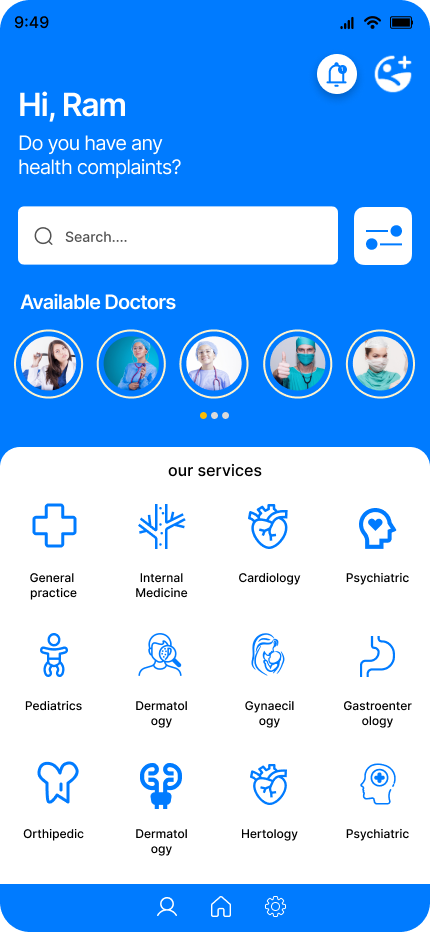 9:49
Hi, Ram
Do you have any
health complaints?
Search....
Available Doctors
our services
General
practice
Internal
Medicine
Cardiology
Psychiatric
Pediatrics
Dermatol
ogy
Gynaecil
ogy
Gastroenter
ology
Orthipedic
Dermatol
ogy
Hertology
Psychiatric